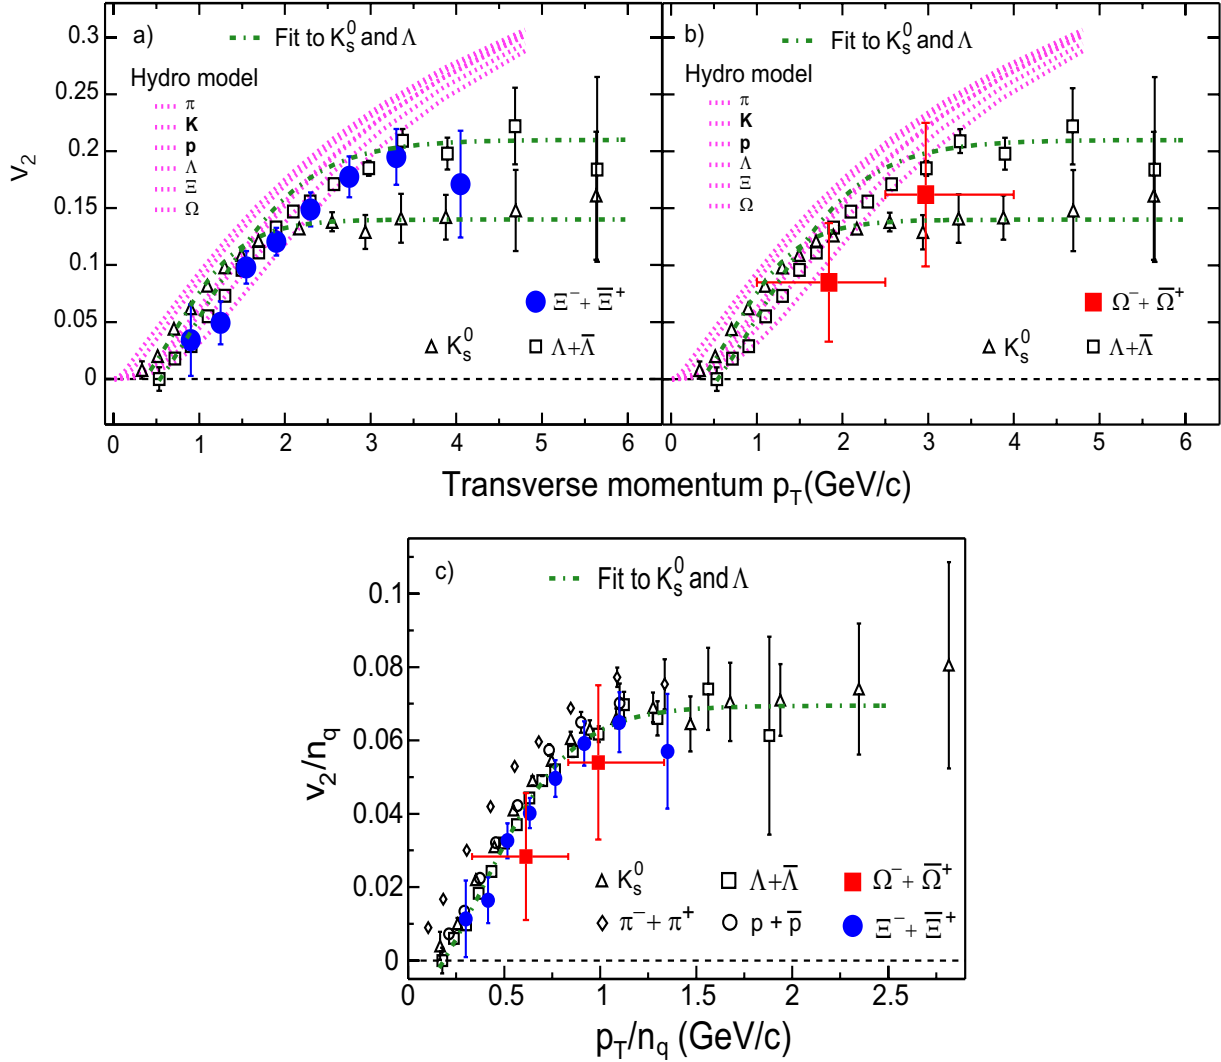 a)
Fit to K⁰ₛ and Λ
Hydro model
π
K
p
Λ
Ξ
Ω
Ξ⁻ + Ξ̅⁺
K⁰ₛ
Λ+Λ̅
v₂
0.3
0.25
0.2
0.15
0.1
0.05
0
0 1 2 3 4 5 6
b)
Fit to K⁰ₛ and Λ
Hydro model
π
K
p
Λ
Ξ
Ω
Ω⁻ + Ω̅⁺
K⁰ₛ
Λ+Λ̅
0 1 2 3 4 5 6
Transverse momentum p_T (GeV/c)
c)
Fit to K⁰ₛ and Λ
v₂/n_q
0.1
0.08
0.06
0.04
0.02
0
K⁰ₛ
Λ+Λ̅
Ω⁻ + Ω̅⁺
π⁻ + π⁺
p + p̅
Ξ⁻ + Ξ̅⁺
0 0.5 1 1.5 2 2.5
p_T/n_q (GeV/c)